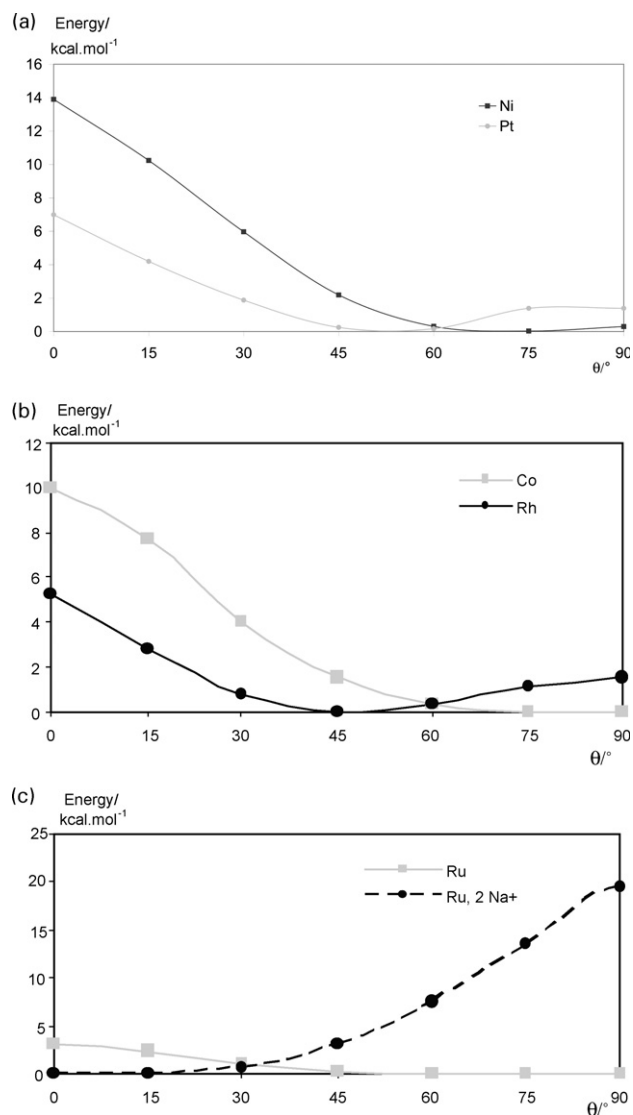 (a)
Energy/
kcal.mol⁻¹
16
14
12
10
8
6
4
2
0
Ni
Pt
0 15 30 45 60 75 90
θ/°
(b)
Energy/
kcal.mol⁻¹
12
10
8
6
4
2
0
Co
Rh
0 15 30 45 60 75 90
θ/°
(c)
Energy/
kcal.mol⁻¹
25
20
15
10
5
0
Ru
Ru, 2 Na+
0 15 30 45 60 75 90
θ/°